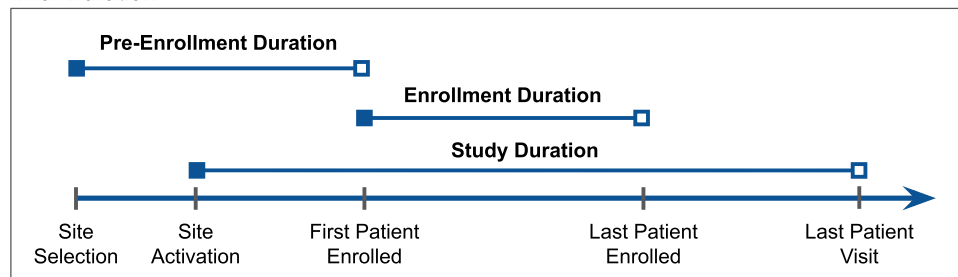 Pre-Enrollment Duration
Enrollment Duration
Study Duration
Site
Selection
Site
Activation
First Patient
Enrolled
Last Patient
Enrolled
Last Patient
Visit